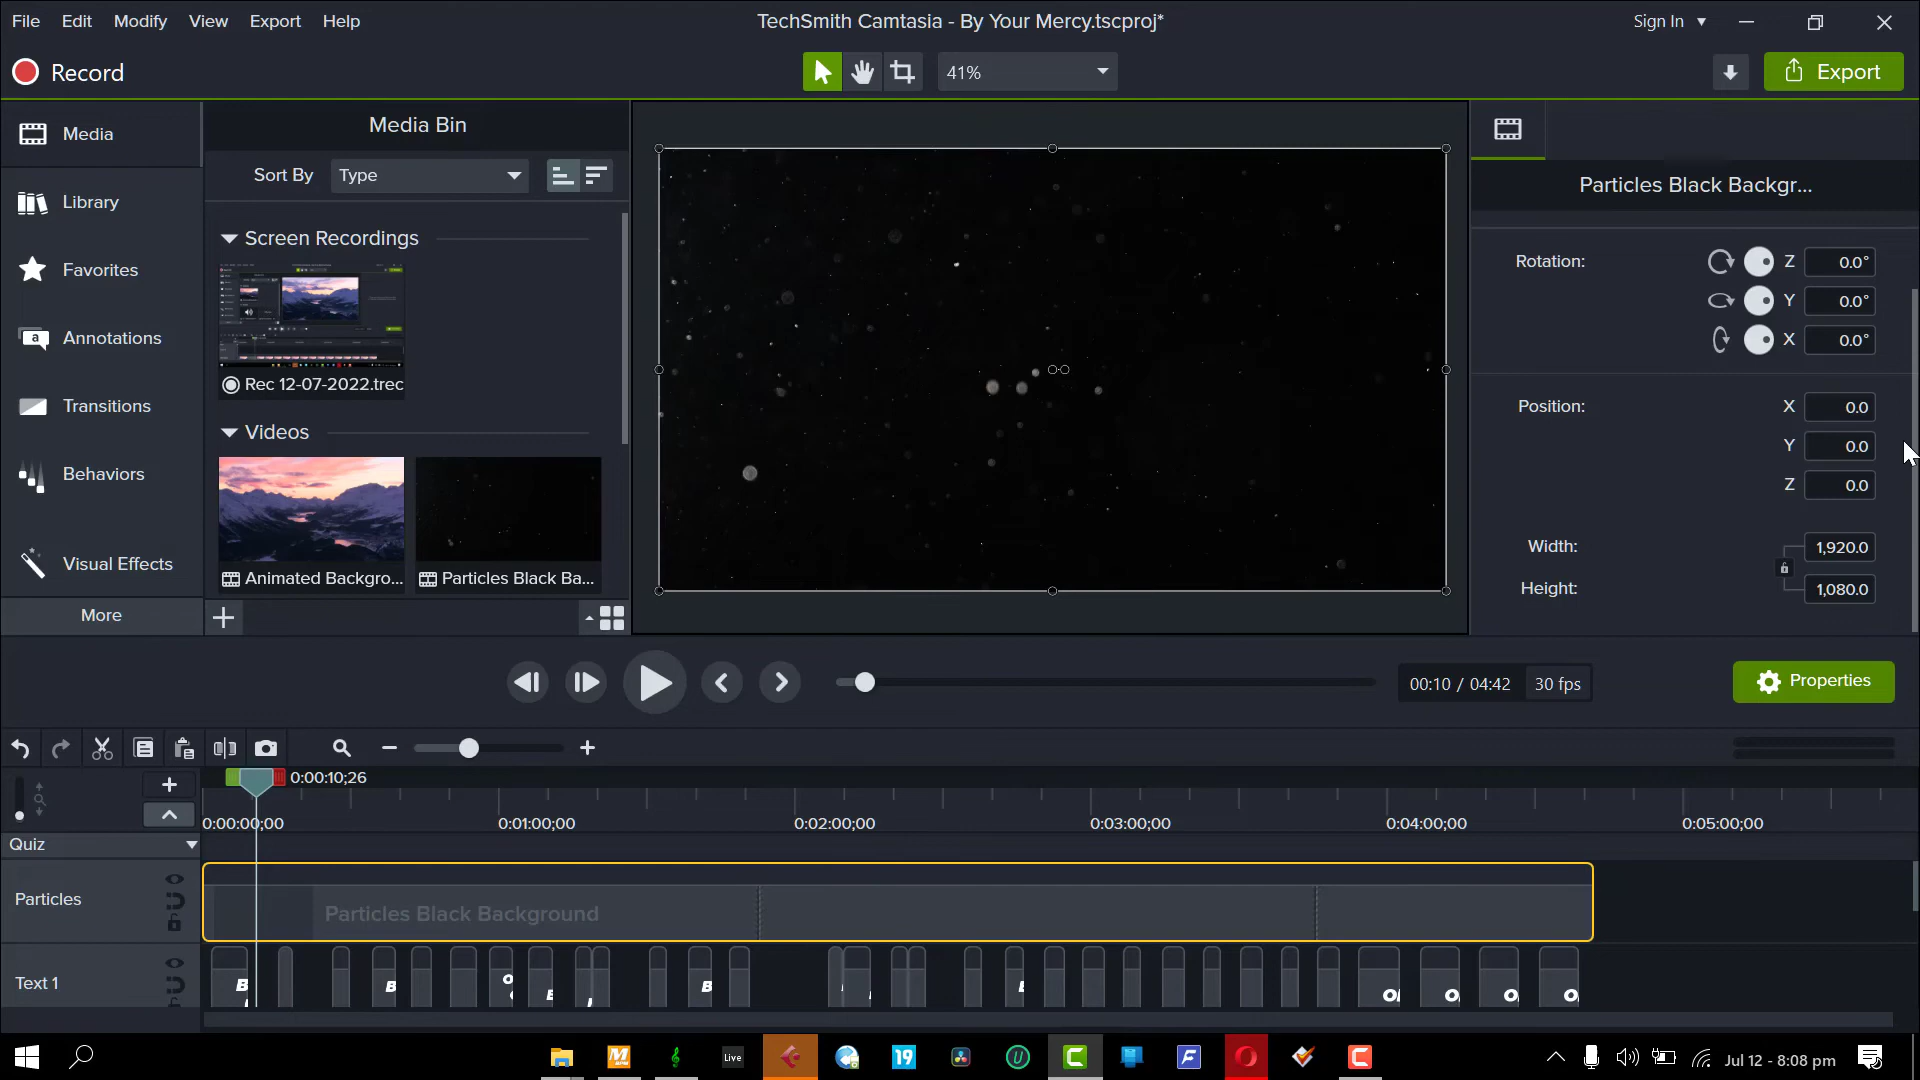 File Edit Modify View Export Help
TechSmith Camtasia - By Your Mercy.tscproj*
Sign In
Record
41%
Export
Media
Library
Favorites
Annotations
Transitions
Behaviors
Visual Effects
More
Media Bin
Sort By Type
Screen Recordings
Rec 12-07-2022.trec
Videos
Animated Backgro...
Particles Black Ba...
Particles Black Backgr...
Rotation: Z 0.0°
Y 0.0°
X 0.0°
Position: X 0.0
Y 0.0
Z 0.0
Width: 1,920.0
Height: 1,080.0
00:10 / 04:42 30 fps
Properties
0:00:10;26
0:00:00;00 0:01:00;00 0:02:00;00 0:03:00;00 0:04:00;00 0:05:00;00
Quiz
Particles
Particles Black Background
Text 1
B B O B B B O O O O
Live 19
Jul 12 - 8:08 pm